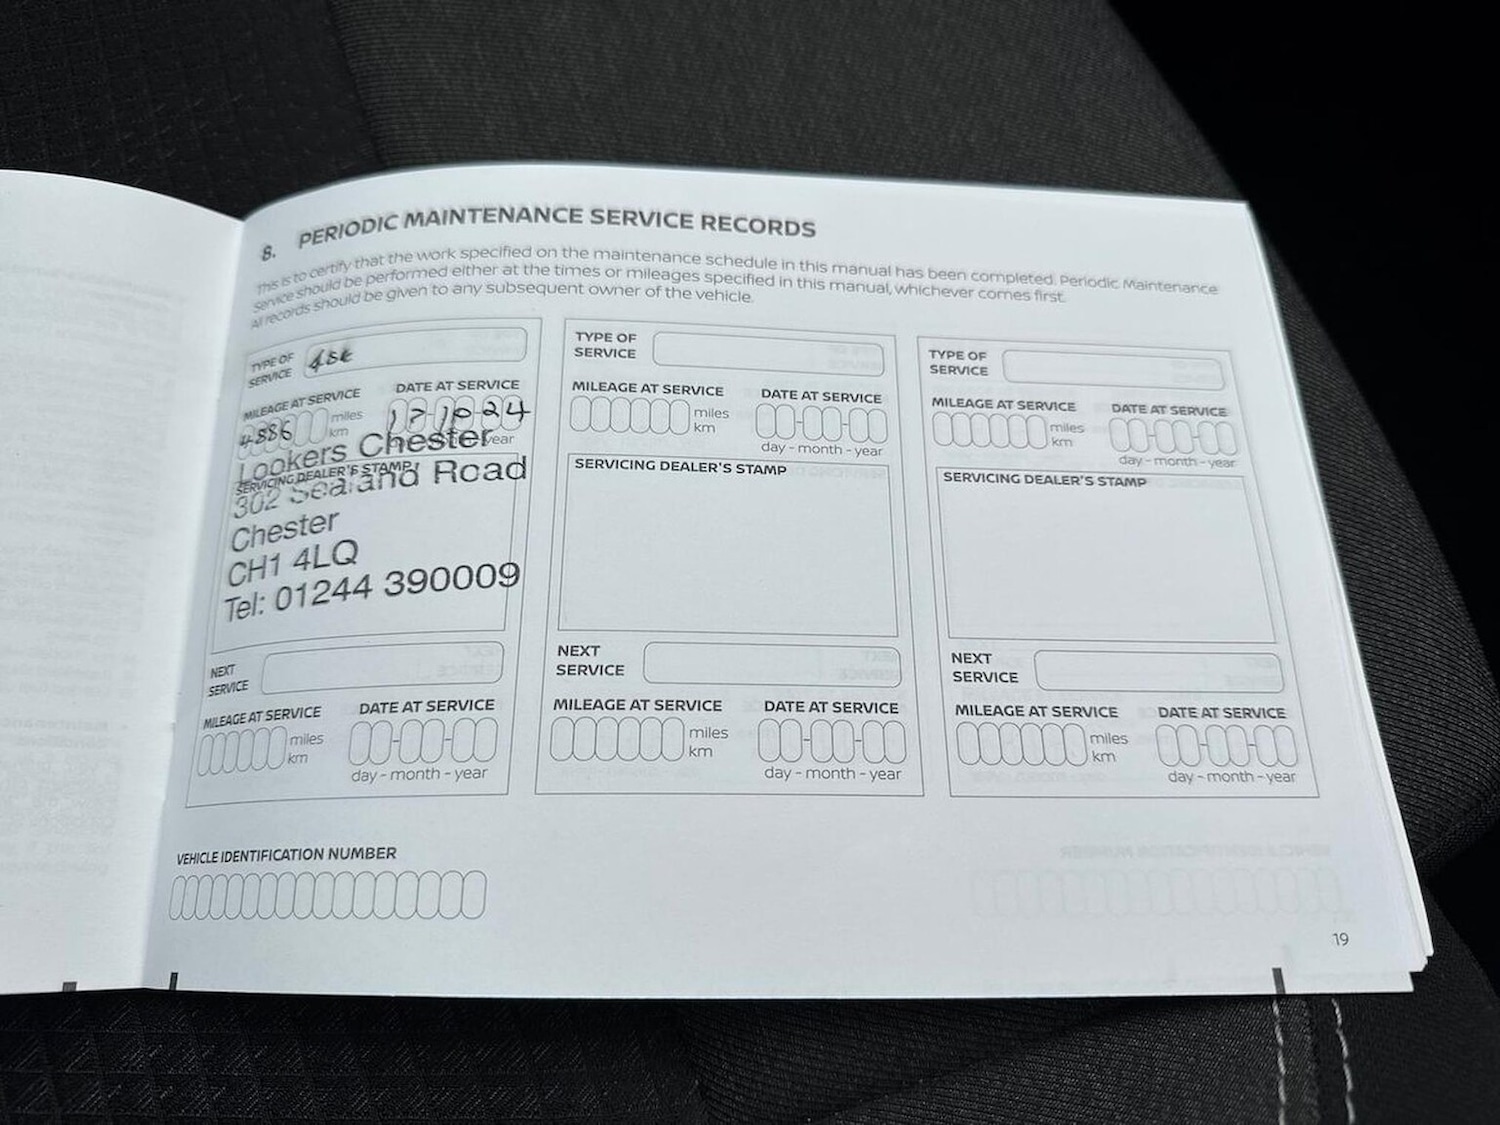 8. PERIODIC MAINTENANCE SERVICE RECORDS
This is to certify that the work specified on the maintenance schedule in this manual has been completed. Periodic Maintenance
Service should be performed either at the times or mileages specified in this manual, whichever comes first.
All records should be given to any subsequent owner of the vehicle.
TYPE OF
SERVICE
MILEAGE AT SERVICE DATE AT SERVICE
4886 miles
km
24
year
Lookers Chester
SERVICING DEALER'S STAMP
302 Sealand Road
Chester
CH1 4LQ
Tel: 01244 390009
NEXT
SERVICE
MILEAGE AT SERVICE DATE AT SERVICE
miles
km
day - month - year
TYPE OF
SERVICE
MILEAGE AT SERVICE DATE AT SERVICE
miles
km
day - month - year
SERVICING DEALER'S STAMP
NEXT
SERVICE
MILEAGE AT SERVICE DATE AT SERVICE
miles
km
day - month - year
TYPE OF
SERVICE
MILEAGE AT SERVICE DATE AT SERVICE
miles
km
day - month - year
SERVICING DEALER'S STAMP
NEXT
SERVICE
MILEAGE AT SERVICE DATE AT SERVICE
miles
km
day - month - year
VEHICLE IDENTIFICATION NUMBER
19